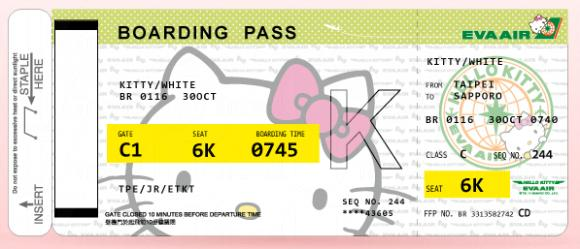 Do not expose to excessive heat or direct sunlight
STAPLE
HERE
INSERT
BOARDING PASS
KITTY/WHITE
BR 0116 30OCT
GATE SEAT BOARDING TIME
C1 6K 0745
K
TPE/JR/ETKT
SEQ NO. 244
****43605
GATE CLOSED 10 MINUTES BEFORE DEPARTURE TIME
EVA AIR
KITTY/WHITE
FROM TAIPEI
TO SAPPORO
HELLO KITTY
BR 0116 30OCT 0740
CLASS C SEQ NO. 244
SEAT 6K
HELLO KITTY
EVA AIR
FFP NO. BR 3313582742 CD